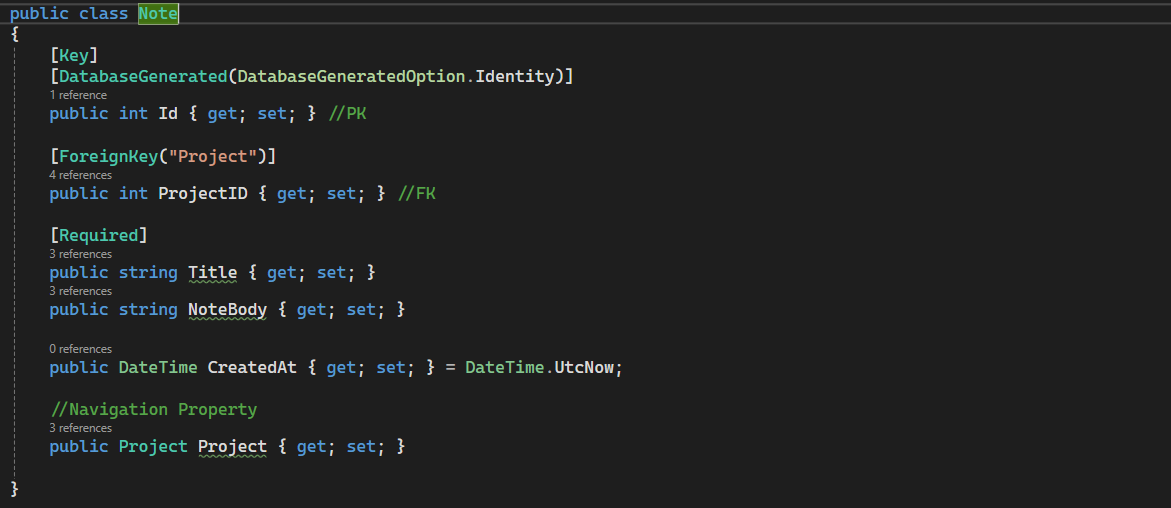 public class Note
{
[Key]
[DatabaseGenerated(DatabaseGeneratedOption.Identity)]
1 reference
public int Id { get; set; } //PK
[ForeignKey("Project")]
4 references
public int ProjectID { get; set; } //FK
[Required]
3 references
public string Title { get; set; }
3 references
public string NoteBody { get; set; }
0 references
public DateTime CreatedAt { get; set; } = DateTime.UtcNow;
//Navigation Property
3 references
public Project Project { get; set; }
}